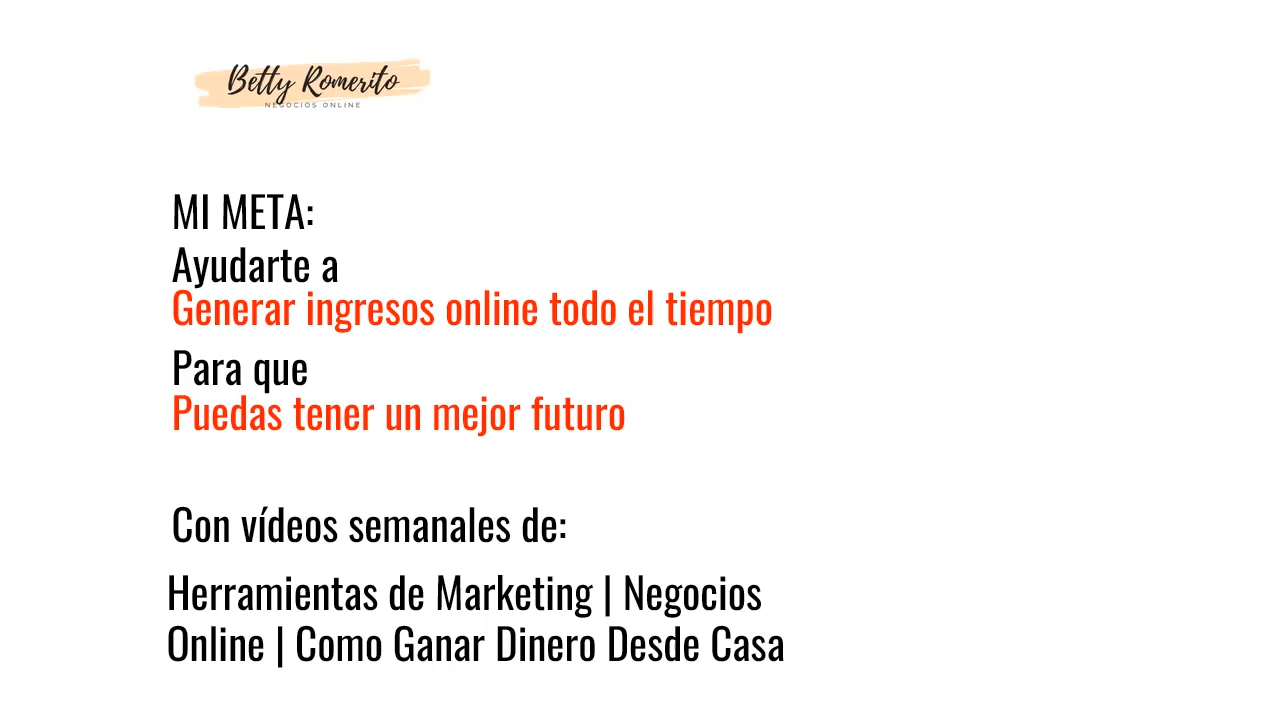 Betty Romerito
NEGOCIOS ONLINE
MI META:
Ayudarte a
Generar ingresos online todo el tiempo
Para que
Puedas tener un mejor futuro
Con vídeos semanales de:
Herramientas de Marketing | Negocios
Online | Como Ganar Dinero Desde Casa